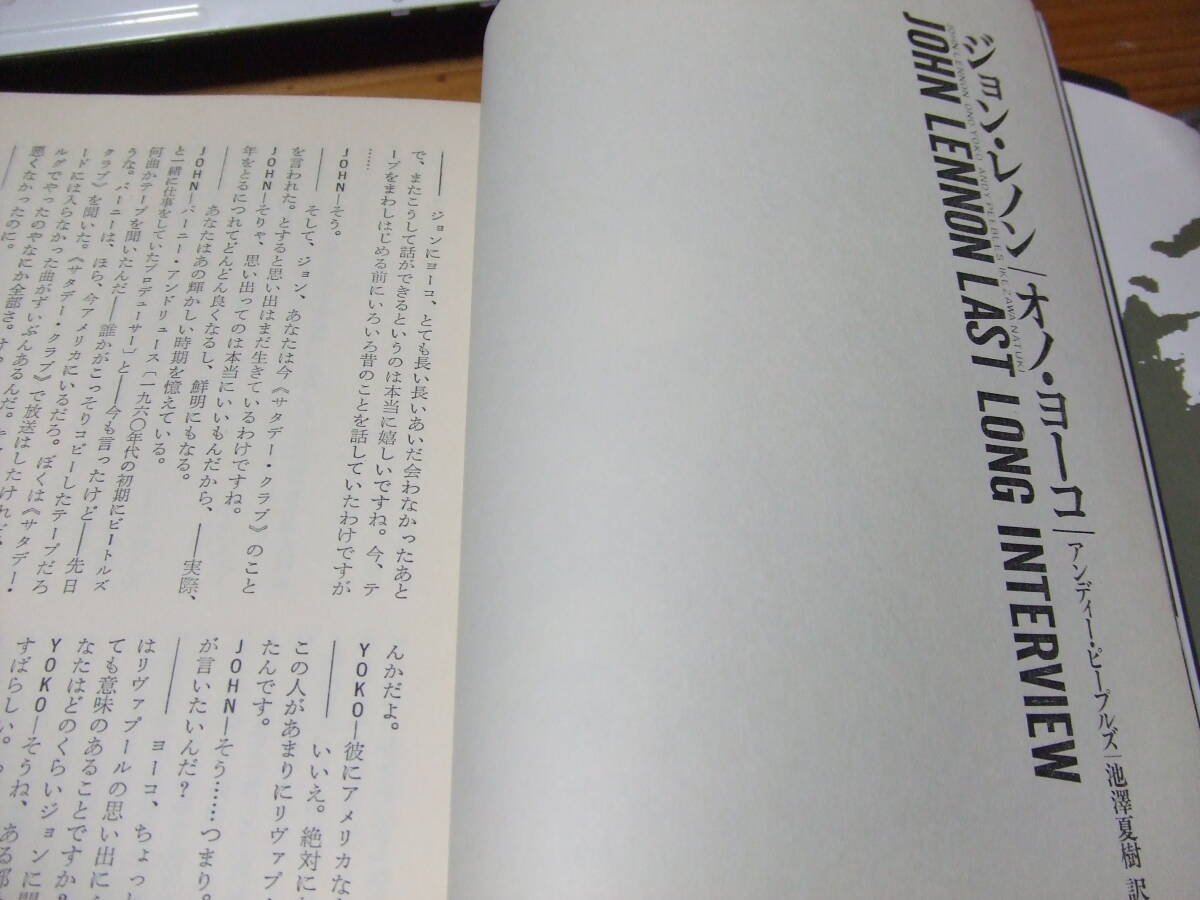 ジョン・レノン|オノ・ヨーコ|アンディー・ピープルズ|池澤夏樹 訳
JOHN LENNON ONO YOKO ANDY PEEBLES IKEZAWA NATUKI
JOHN LENNON LAST LONG INTERVIEW
―― ジョンにヨーコ、とても長い長いあいだ会わなかったあと
で、またこうして話ができるというのは本当に嬉しいですね。今、テ
ープをまわしはじめる前にいろいろ昔のことを話していたわけですが
……
JOHN―そう。
―― そして、ジョン、あなたは今《サタデー・クラブ》のこと
を言われた。とすると思い出はまだ生きているわけですね。
JOHN―そりゃ、思い出ってのは本当にいいもんだから、――実際、
年をとるにつれてどんどん良くなるし、鮮明にもなる。
―― あなたはあの輝かしい時期を憶えている。
JOHN―バーニー・アンドリュース〔一九六〇年代の初期にビートルズ
と一緒に仕事をしていたプロデューサー〕と――今も言ったけど――先日
何曲かテープを聞いたんだ――誰かがこっそりコピーしたテープだろ
うな。バーニーは、ほら、今アメリカにいるだろ。ぼくは《サタデー・
クラブ》を聞いた。《サタデー・クラブ》で放送はしたけれど、
ードには入らなかった曲がずいぶんあるんだ。
ルグでやったのやなにか全部さ。
悪くなかったのに。
んかだよ。
YOKO―彼にアメリカな
―― いいえ。絶対に
この人があまりにリヴァプ
たんです。
JOHN―そう……つまり。
が言いたいんだ？
―― ヨーコ、ちょっ
はリヴァプールの思い出に
ても意味のあることですか？
なたはどのくらいジョンに
YOKO―そうね、ある
すばらしい。